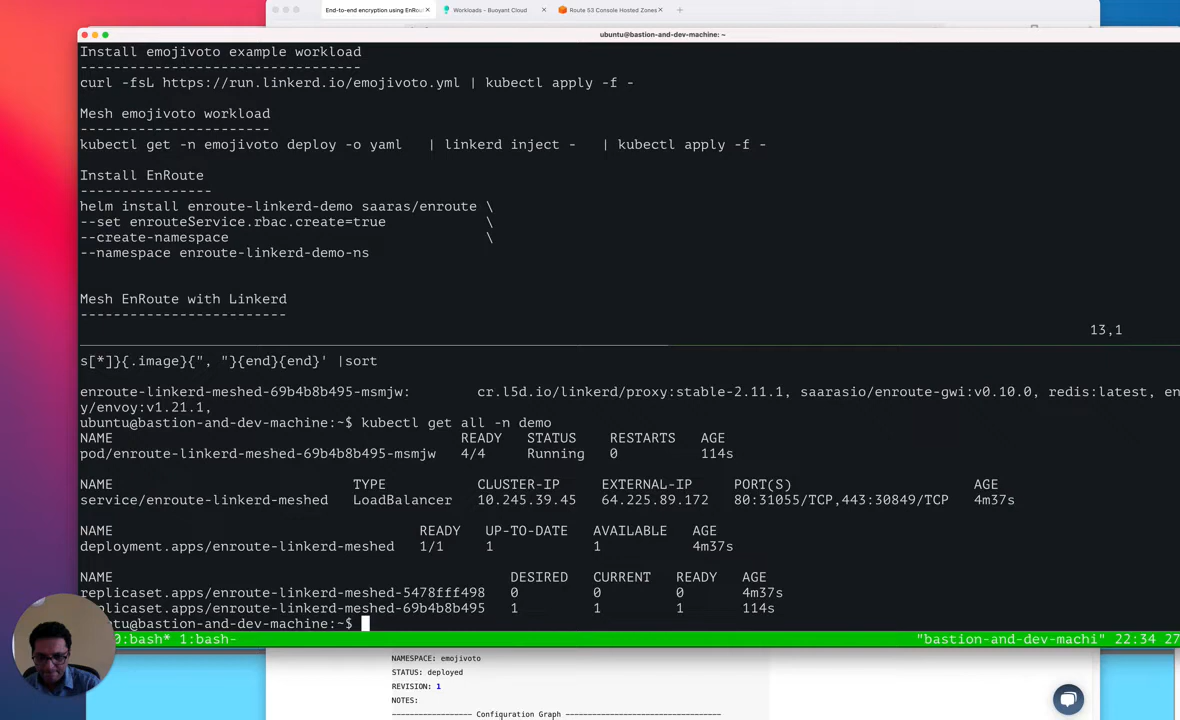 End-to-end encryption using EnRou
Workloads - Buoyant Cloud
Route 53 Console Hosted Zones
ubuntu@bastion-and-dev-machine: ~
Install emojivoto example workload
----------------------------------
curl -fsL https://run.linkerd.io/emojivoto.yml | kubectl apply -f -
Mesh emojivoto workload
-----------------------
kubectl get -n emojivoto deploy -o yaml   | linkerd inject -   | kubectl apply -f -
Install EnRoute
----------------
helm install enroute-linkerd-demo saaras/enroute \
--set enrouteService.rbac.create=true \
--create-namespace \
--namespace enroute-linkerd-demo-ns
Mesh EnRoute with Linkerd
-------------------------
13,1
s[*]}{.image}{", "}{end}{end}' |sort
enroute-linkerd-meshed-69b4b8b495-msmjw: cr.l5d.io/linkerd/proxy:stable-2.11.1, saarasio/enroute-gwi:v0.10.0, redis:latest, en
y/envoy:v1.21.1,
ubuntu@bastion-and-dev-machine:~$ kubectl get all -n demo
NAME READY STATUS RESTARTS AGE
pod/enroute-linkerd-meshed-69b4b8b495-msmjw 4/4 Running 0 114s
NAME TYPE CLUSTER-IP EXTERNAL-IP PORT(S) AGE
service/enroute-linkerd-meshed LoadBalancer 10.245.39.45 64.225.89.172 80:31055/TCP,443:30849/TCP 4m37s
NAME READY UP-TO-DATE AVAILABLE AGE
deployment.apps/enroute-linkerd-meshed 1/1 1 1 4m37s
NAME DESIRED CURRENT READY AGE
replicaset.apps/enroute-linkerd-meshed-5478fff498 0 0 0 4m37s
plicaset.apps/enroute-linkerd-meshed-69b4b8b495 1 1 1 114s
ntu@bastion-and-dev-machine:~$
0:bash* 1:bash- "bastion-and-dev-machi" 22:34 27
NAMESPACE: emojivoto
STATUS: deployed
REVISION: 1
NOTES:
------------------ Configuration Graph -----------------------------------